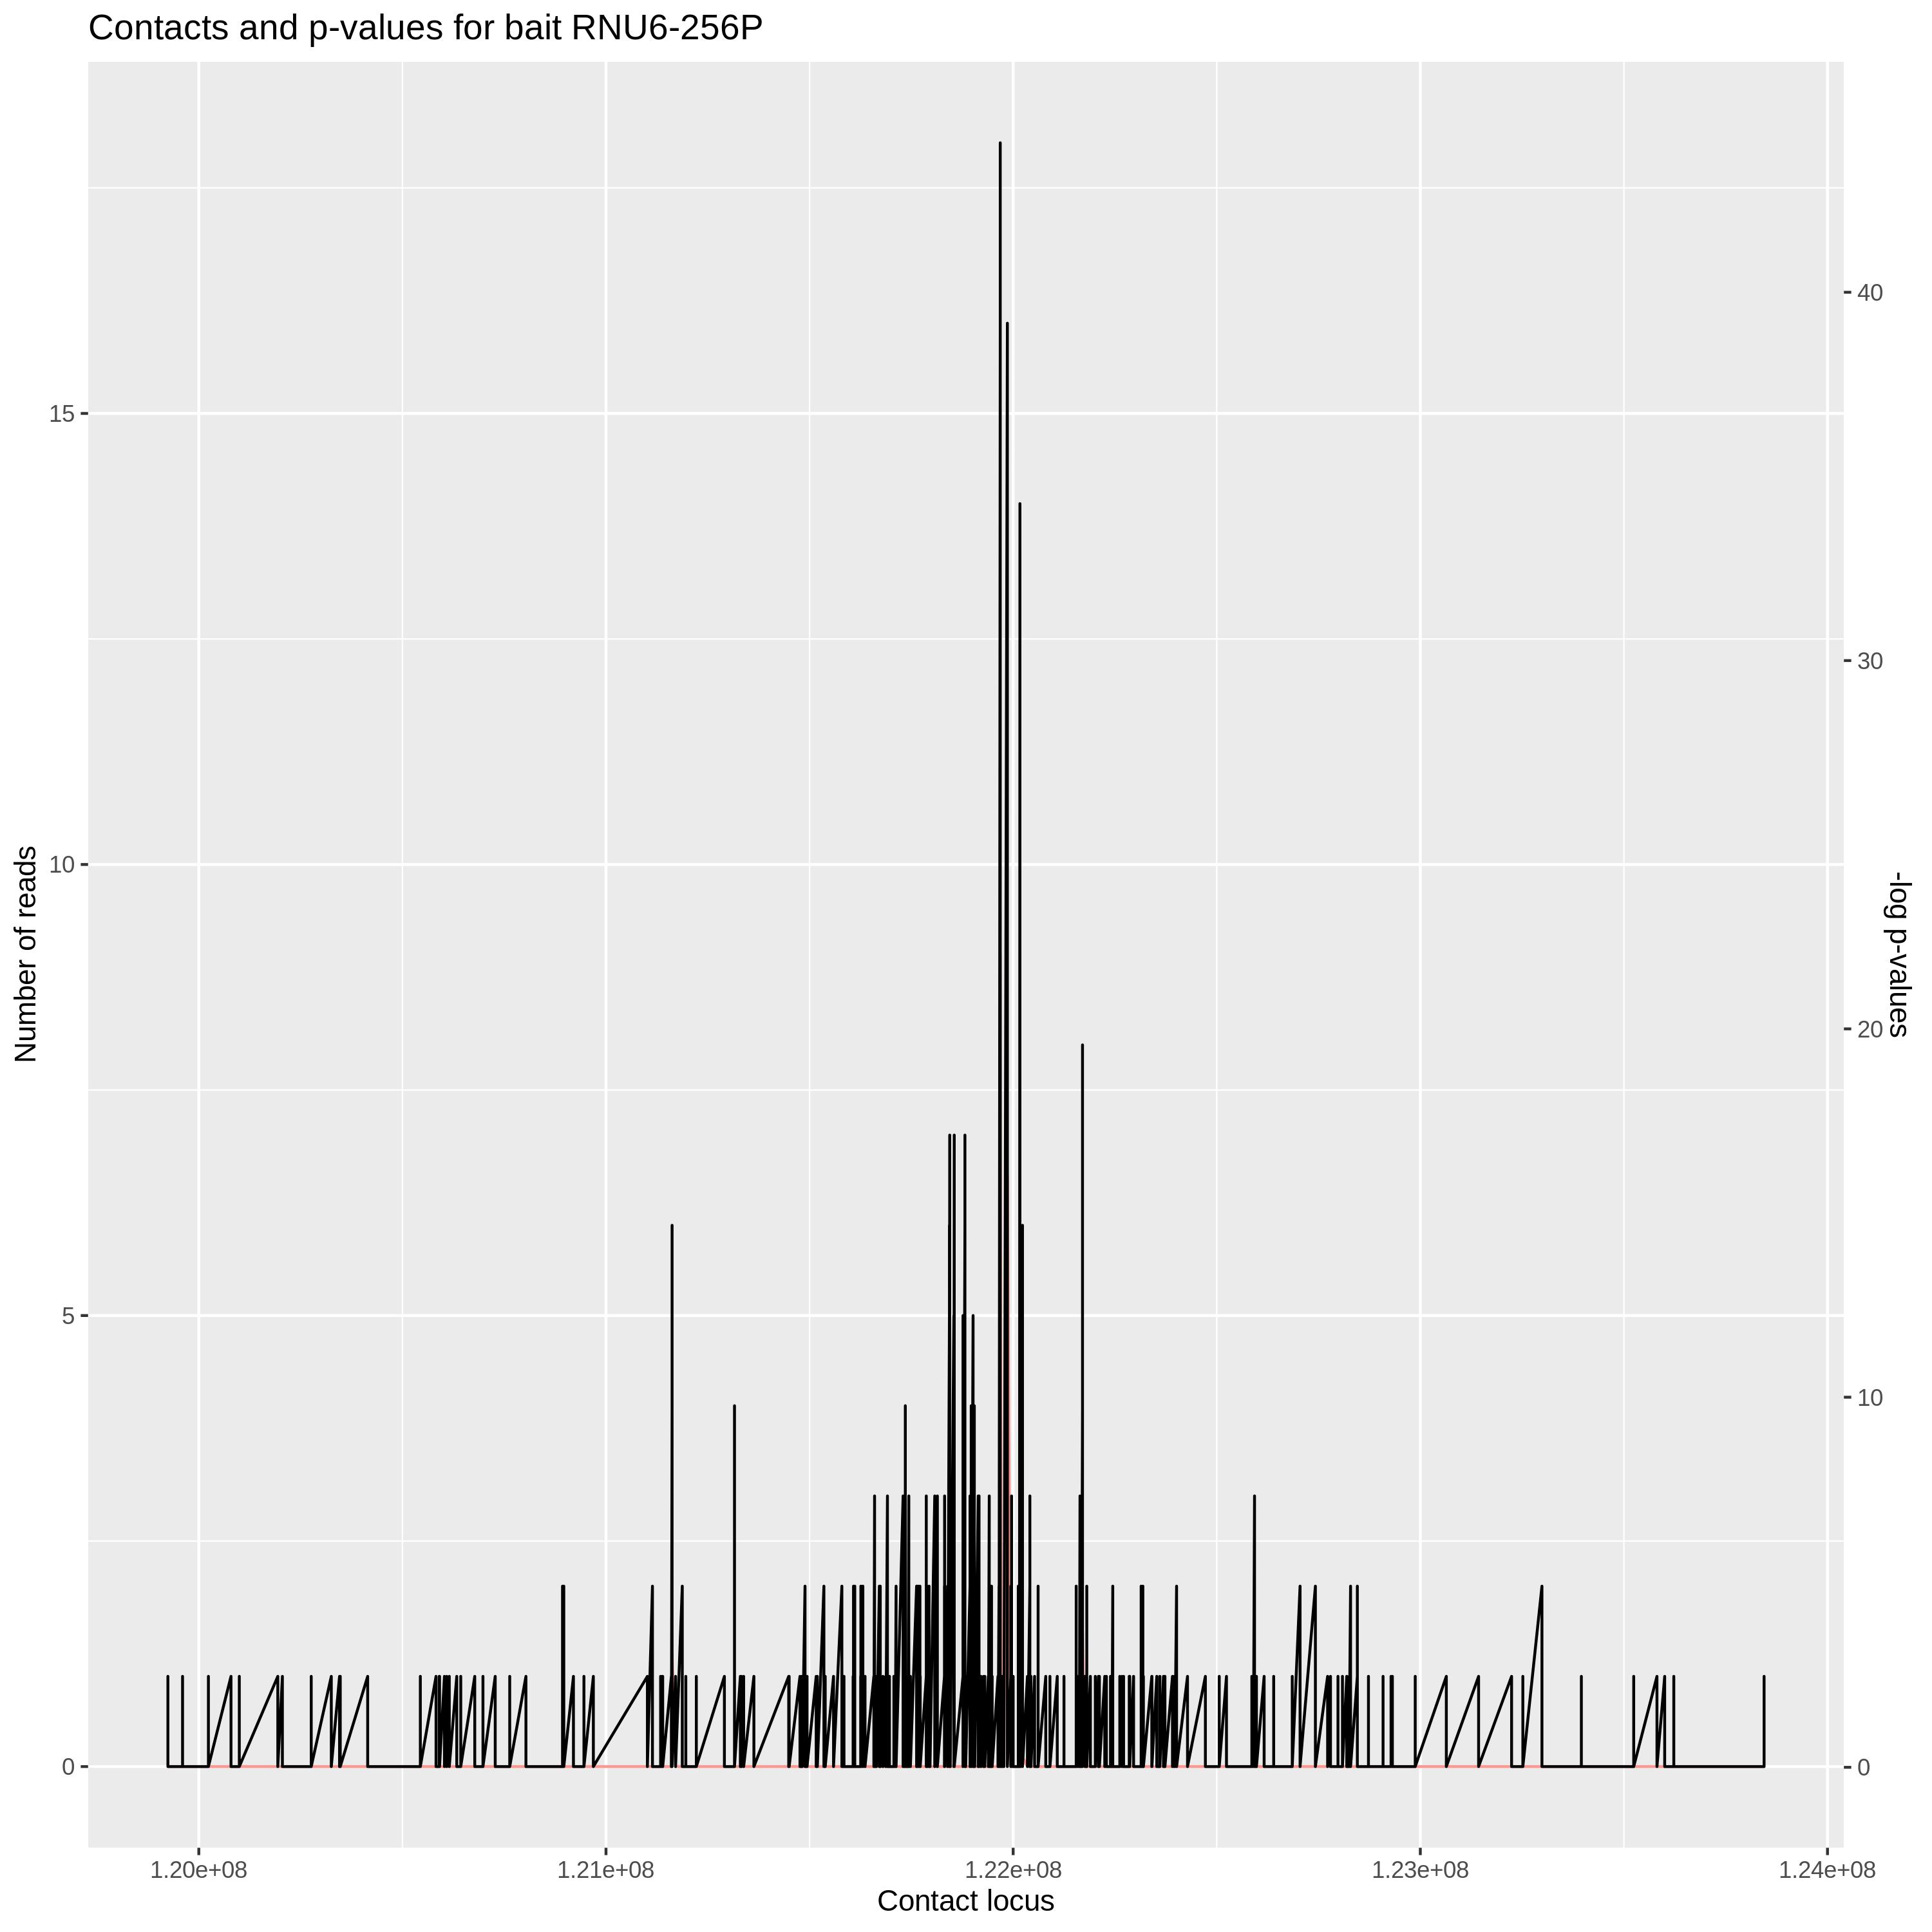 Contacts and p-values for bait RNU6-256P
Number of reads
15
10
5
0
40
30
20
10
0
-log p-values
1.20e+08
1.21e+08
1.22e+08
1.23e+08
1.24e+08
Contact locus